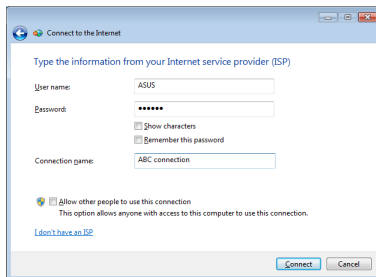 Connect to the Internet
Type the information from your Internet service provider (ISP)
User name: ASUS
Password: ••••••
Show characters
Remember this password
Connection name: ABC connection
Allow other people to use this connection
This option allows anyone with access to this computer to use this connection.
I don't have an ISP
Connect Cancel